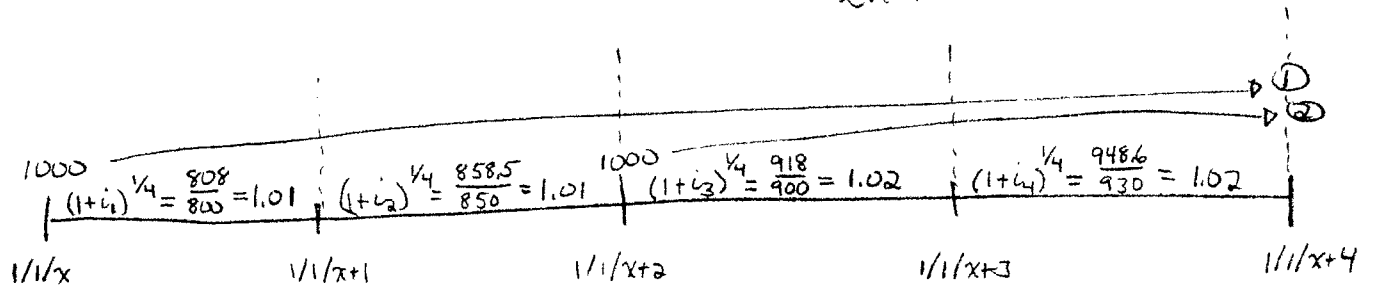 ①
②
1000 (1+i₁)^{1/4} = 808/800 = 1.01 (1+i₂)^{1/4} = 858.5/850 = 1.01 1000 (1+i₃)^{1/4} = 918/900 = 1.02 (1+i₄)^{1/4} = 948.6/930 = 1.02
1/1/x 1/1/x+1 1/1/x+2 1/1/x+3 1/1/x+4